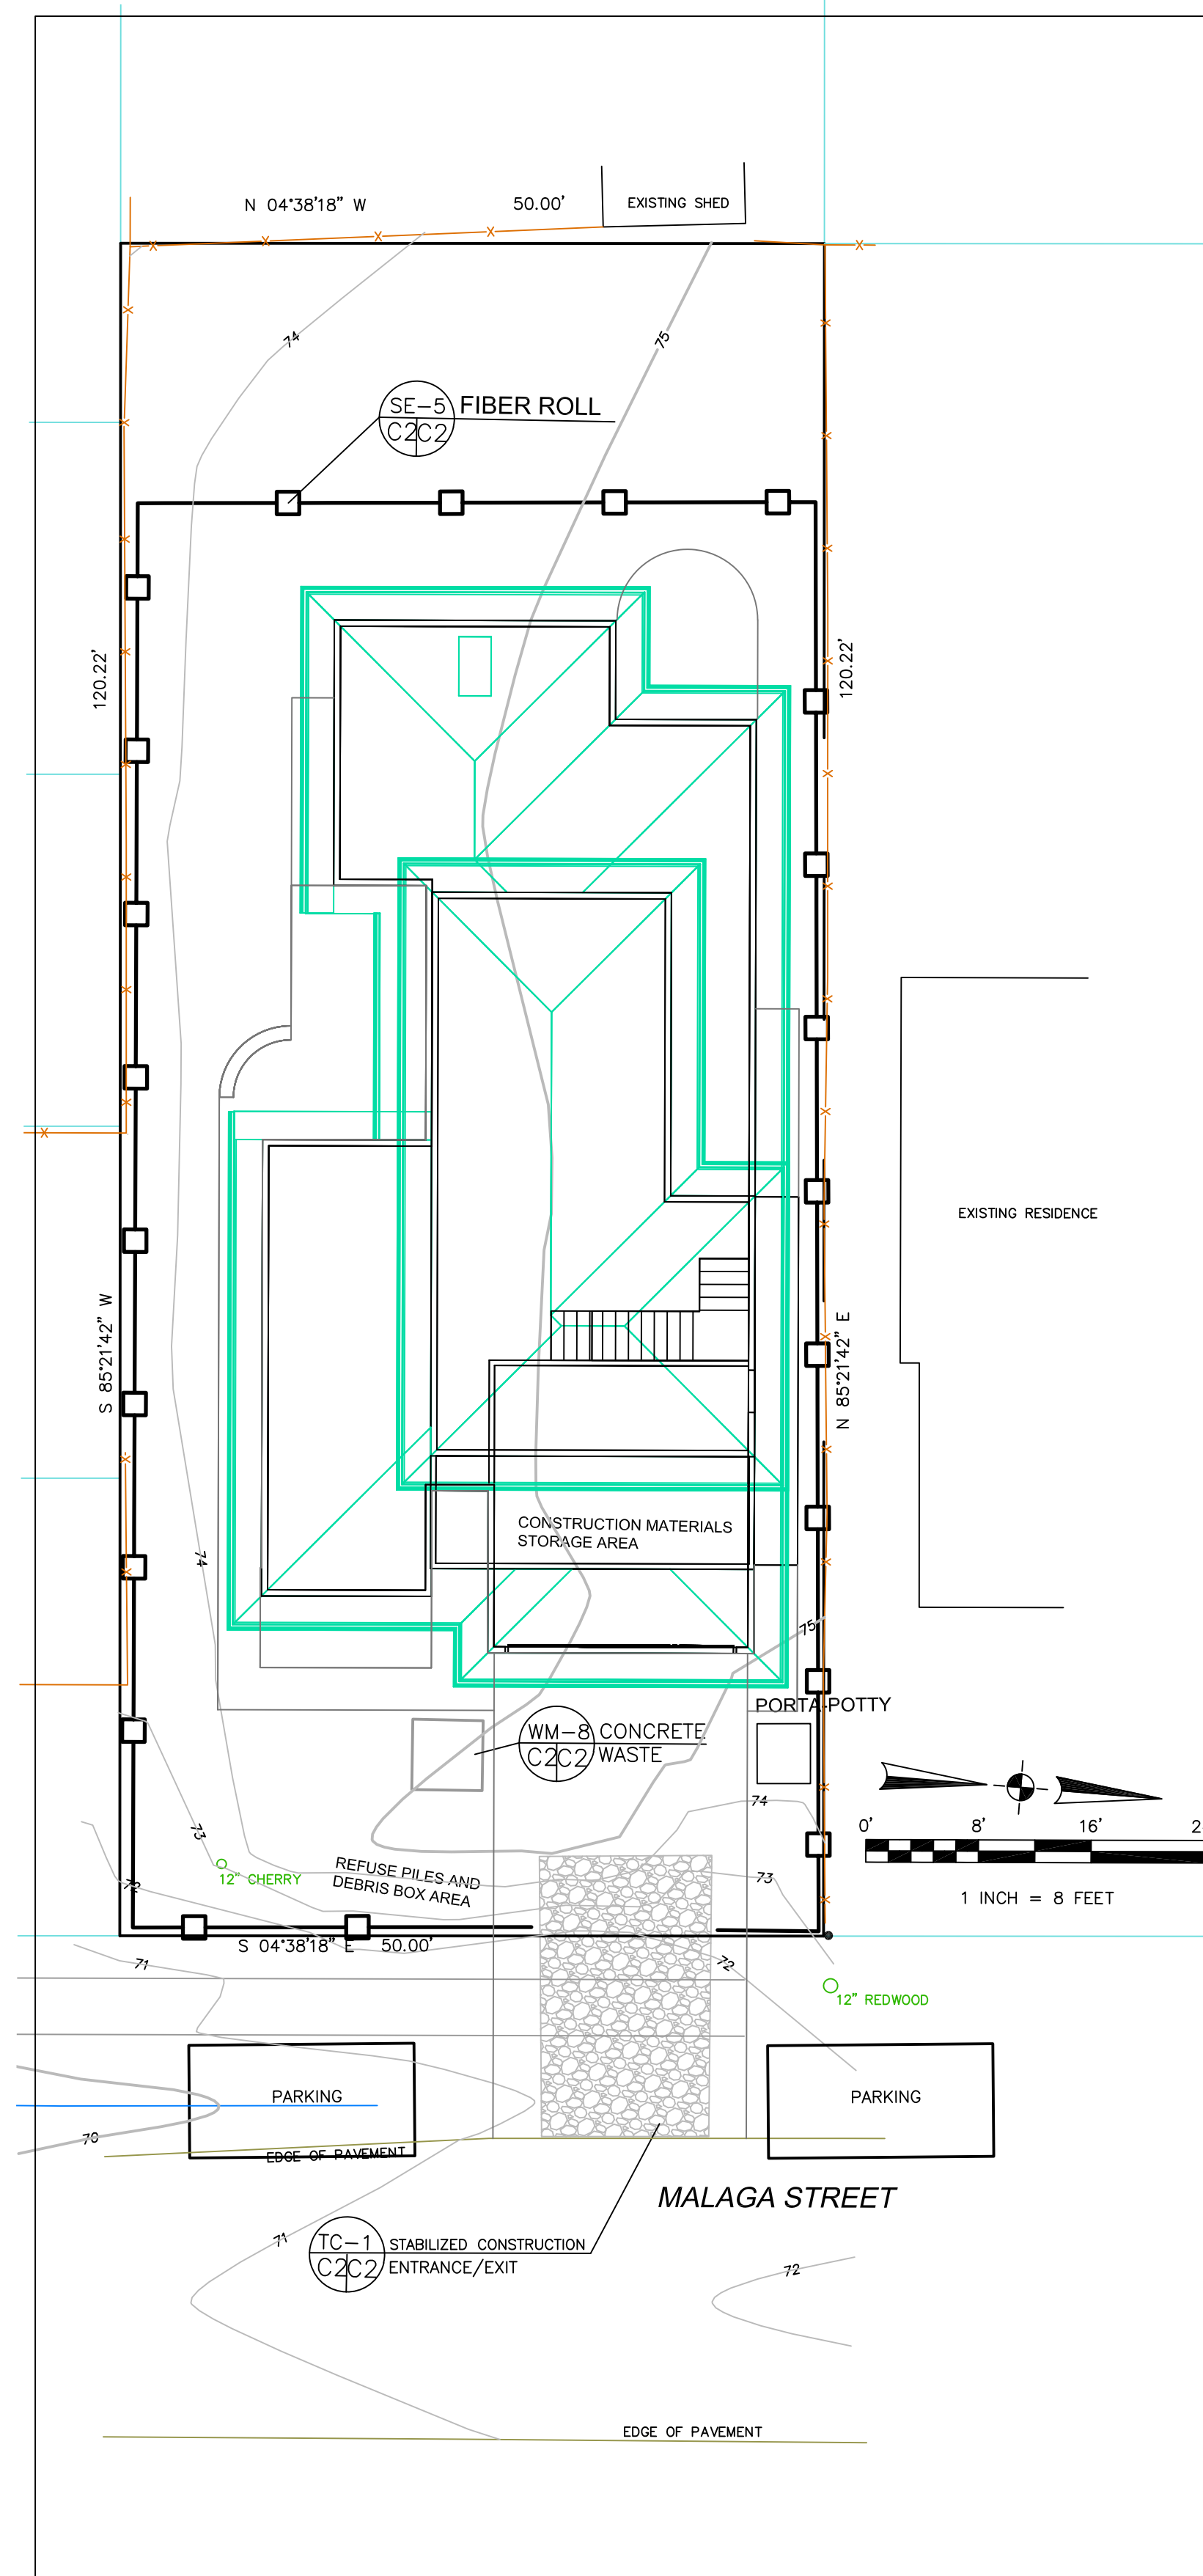 N 04°38'18" W
50.00'
EXISTING SHED
74
75
SE-5
C2 C2
FIBER ROLL
120.22'
120.22'
EXISTING RESIDENCE
S 85°21'42" W
N 85°21'42" E
CONSTRUCTION MATERIALS
STORAGE AREA
74
75
PORTA-POTTY
WM-8
C2 C2
CONCRETE
WASTE
74
73
0'
8'
16'
2
1 INCH = 8 FEET
REFUSE PILES AND
DEBRIS BOX AREA
12" CHERRY
73
72
S 04°38'18" E
50.00'
71
72
12" REDWOOD
PARKING
PARKING
70
EDGE OF PAVEMENT
MALAGA STREET
71
TC-1
C2 C2
STABILIZED CONSTRUCTION
ENTRANCE/EXIT
72
EDGE OF PAVEMENT